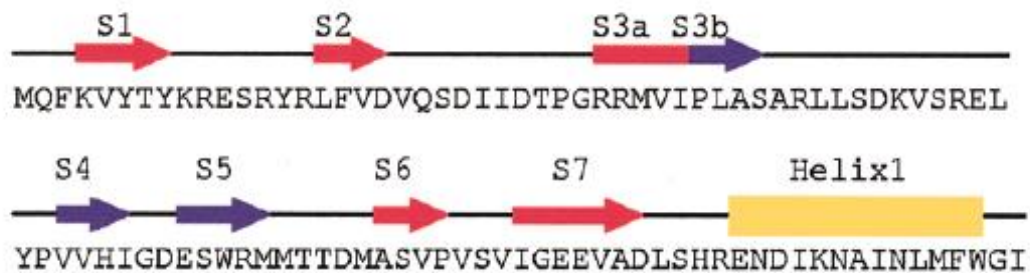 S1 S2 S3a S3b
MQFKVYTYKRESRYRLFVDVQSDIIDTPGRRMVIPLASARLLSDKVSREL
S4 S5 S6 S7 Helix1
YPVVHIGDESWRMMTTDMASVPVSVIGEEVADLSHRENDIKNAINLMFWGI